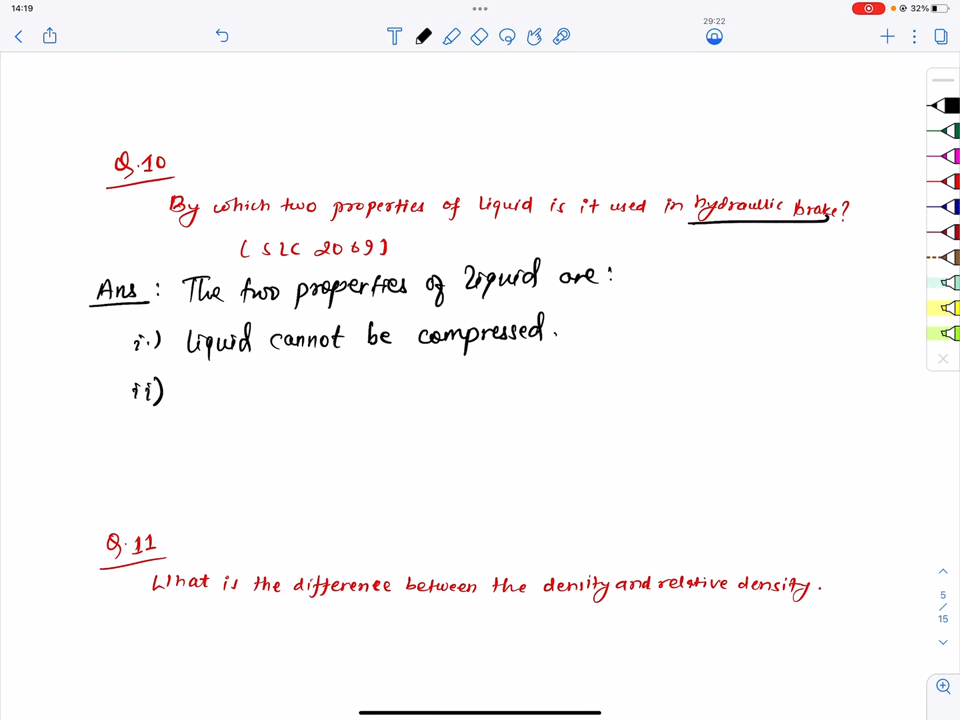 14:19
29:22
32%
Q.10
By which two properties of liquid is it used in hydraullic brake?
(SLC 2069)
Ans : The two properties of liquid are:
i.) liquid cannot be compressed.
ii)
Q.11
What is the difference between the density and relative density.
5
/
15